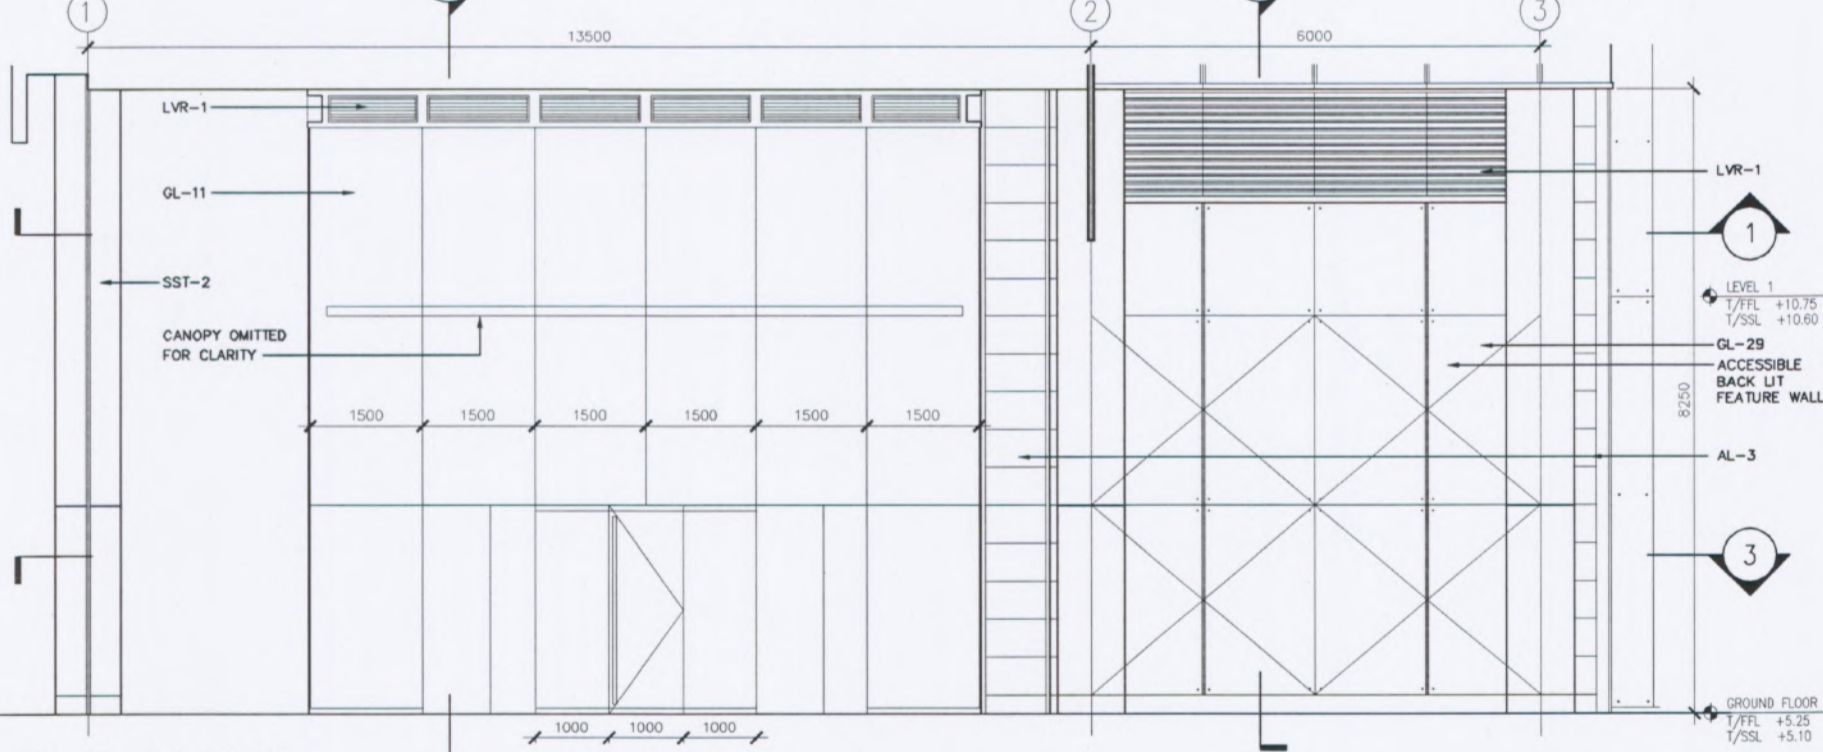 1
2
3
13500
6000
LVR-1
GL-11
SST-2
CANOPY OMITTED
FOR CLARITY
1500 1500 1500 1500 1500 1500
1000 1000 1000
LVR-1
1
LEVEL 1
T/FFL +10.75
T/SSL +10.60
GL-29
ACCESSIBLE
BACK LIT
FEATURE WALL
8250
AL-3
3
GROUND FLOOR
T/FFL +5.25
T/SSL +5.10